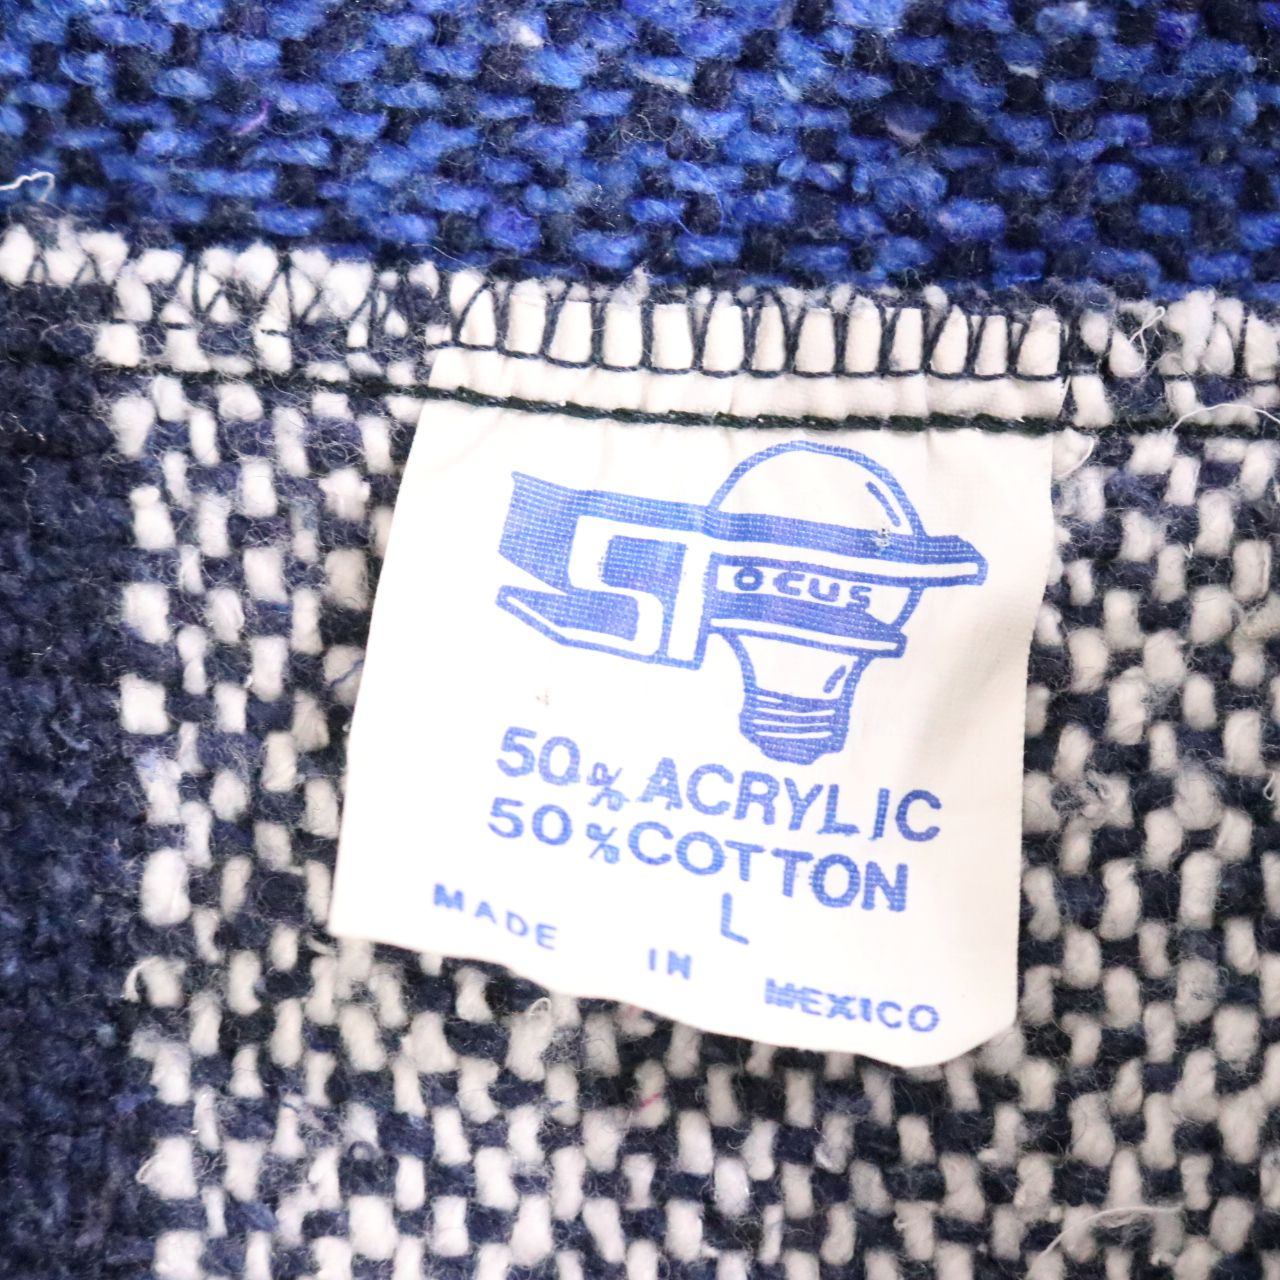 OCUS
50% ACRYLIC
50% COTTON
L
MADE IN MEXICO